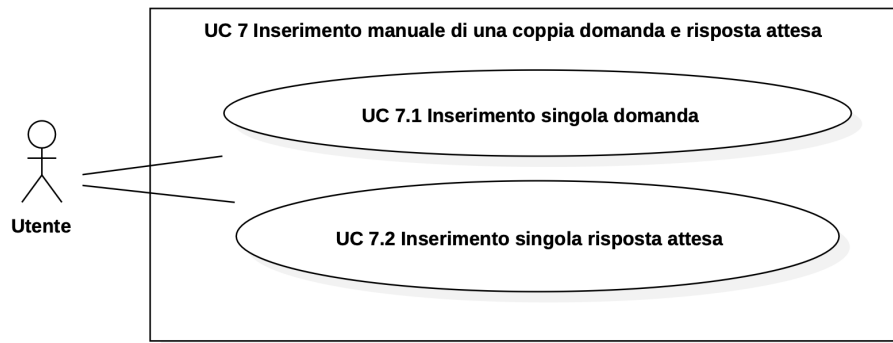 UC 7 Inserimento manuale di una coppia domanda e risposta attesa
UC 7.1 Inserimento singola domanda
Utente
UC 7.2 Inserimento singola risposta attesa